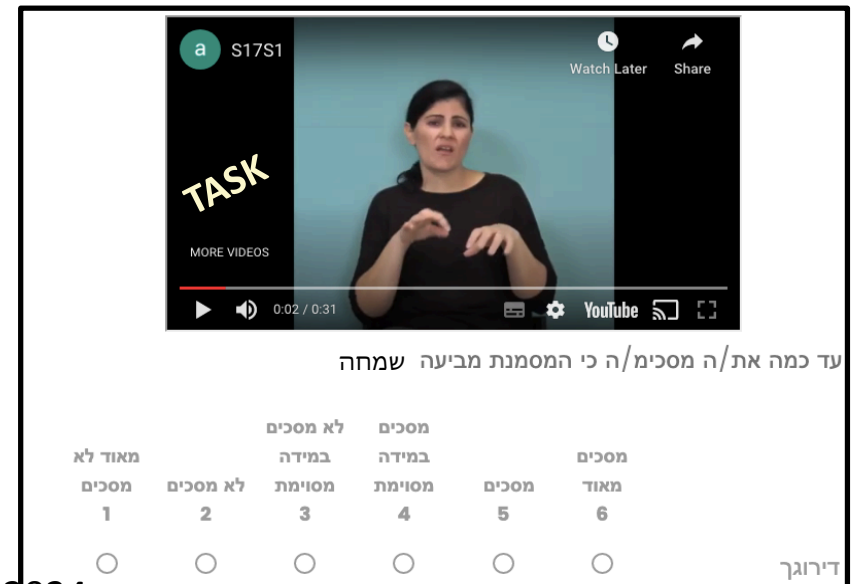 a S17S1
Watch Later Share
TASK
MORE VIDEOS
0:02 / 0:31 YouTube
עד כמה את/ה מסכימ/ה כי המסמנת מביעה שמחה
מסכים מאוד 6
מסכים 5
מסכים במידה מסוימת 4
לא מסכים במידה מסוימת 3
לא מסכים 2
מאוד לא מסכים 1
דירוגך